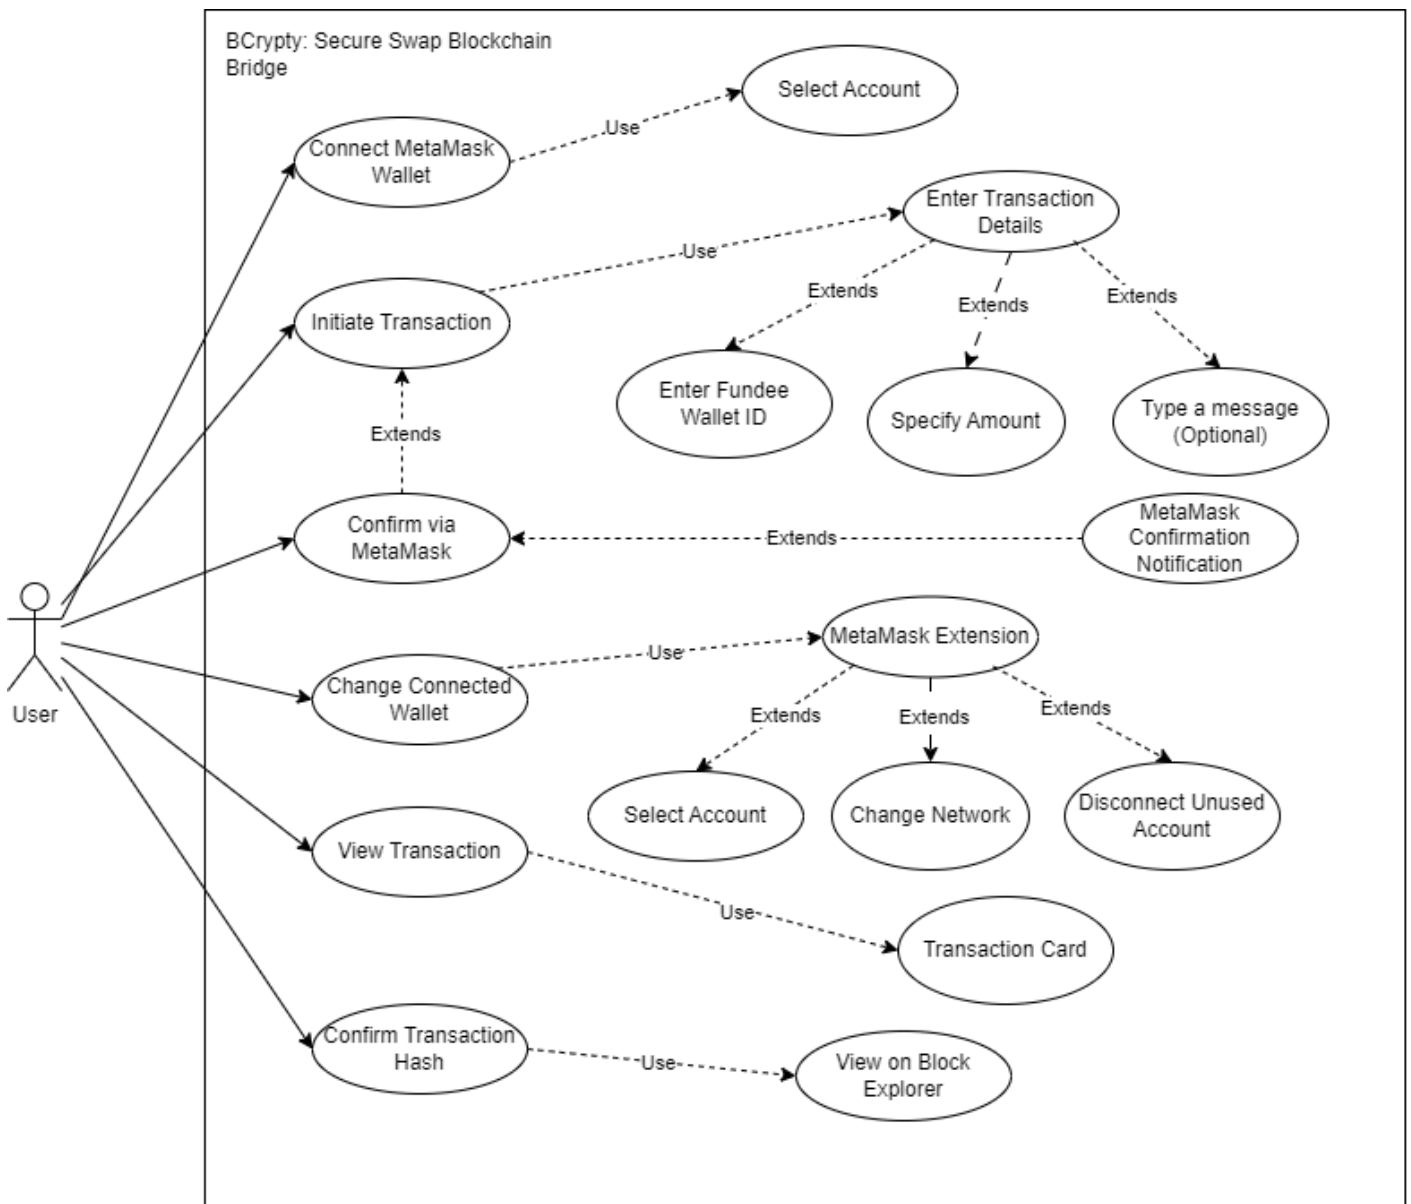 BCrypty: Secure Swap Blockchain
Bridge
Select Account
Connect MetaMask
Wallet
Use
Enter Transaction
Details
Use
Initiate Transaction
Extends
Extends
Extends
Enter Fundee
Wallet ID
Specify Amount
Type a message
(Optional)
Extends
Confirm via
MetaMask
Extends
MetaMask
Confirmation
Notification
User
MetaMask Extension
Use
Change Connected
Wallet
Extends
Extends
Extends
Select Account
Change Network
Disconnect Unused
Account
View Transaction
Use
Transaction Card
Confirm Transaction
Hash
Use
View on Block
Explorer